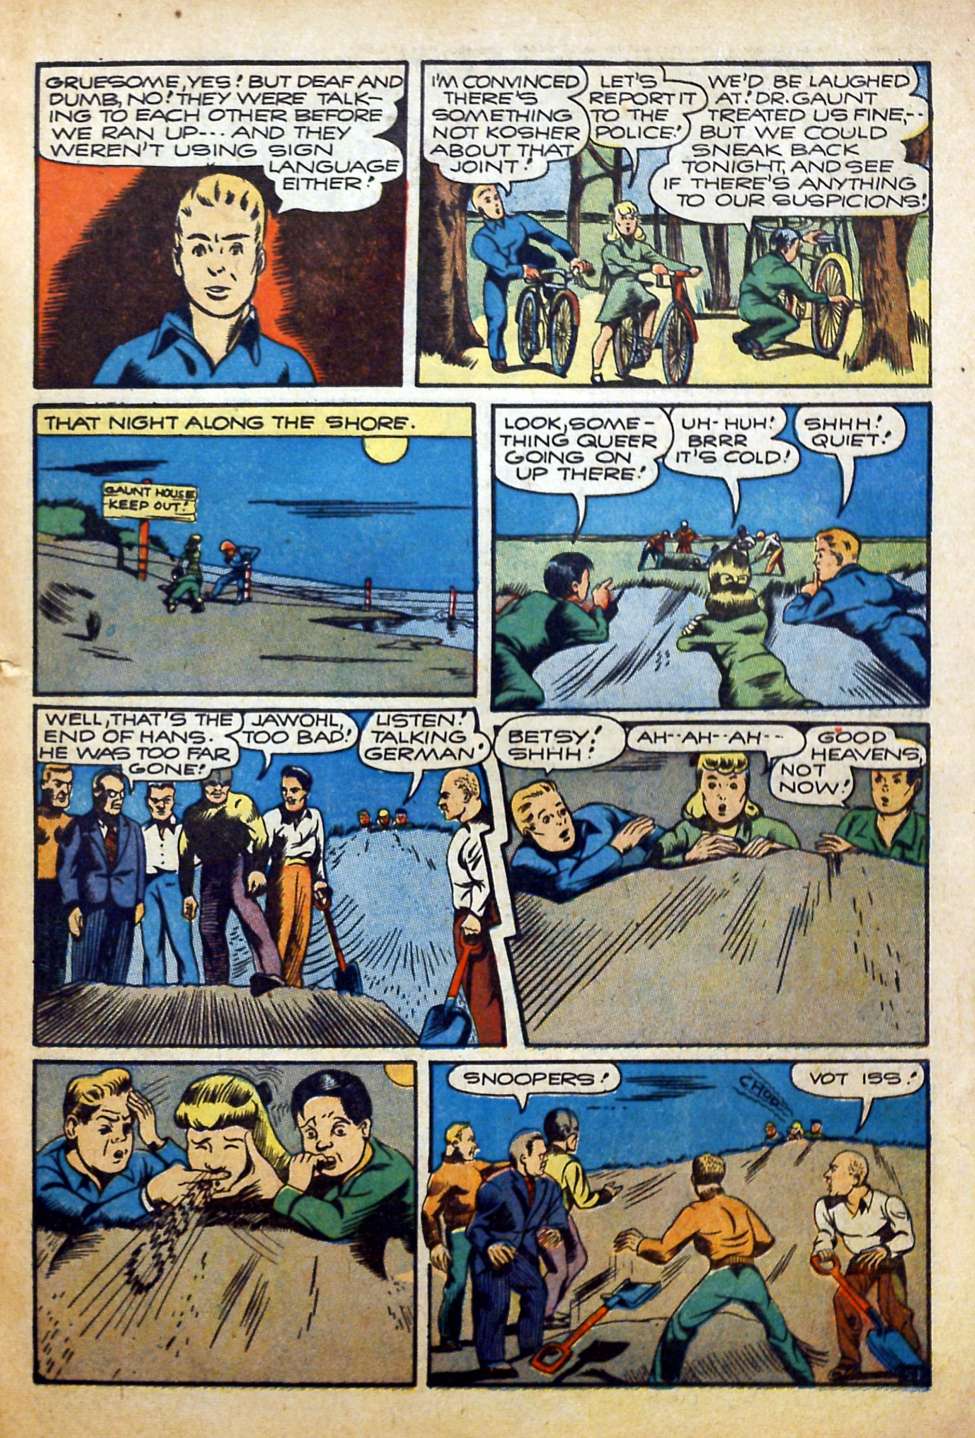 GRUESOME, YES! BUT DEAF AND
DUMB, NO! THEY WERE TALK-
ING TO EACH OTHER BEFORE
WE RAN UP--- AND THEY
WEREN'T USING SIGN
LANGUAGE
EITHER!
I'M CONVINCED
THERE'S
SOMETHING
NOT KOSHER
ABOUT THAT
JOINT!
LET'S
REPORT IT
TO THE
POLICE!
WE'D BE LAUGHED
AT! DR. GAUNT
TREATED US FINE,--
BUT WE COULD
SNEAK BACK
TONIGHT, AND SEE
IF THERE'S ANYTHING
TO OUR SUSPICIONS!
THAT NIGHT ALONG THE SHORE.
GAUNT HOUSE
KEEP OUT!
LOOK, SOME-
THING QUEER
GOING ON
UP THERE!
UH-HUH!
BRRR
IT'S COLD!
SHHH!
QUIET!
WELL, THAT'S THE
END OF HANS.
HE WAS TOO FAR
GONE!
JAWOHL,
TOO BAD!
LISTEN!
TALKING
GERMAN!
BETSY!
SHHH!
AH--AH--AH---
GOOD
HEAVENS,
NOT
NOW!
SNOOPERS!
CHOO
VOT ISS!